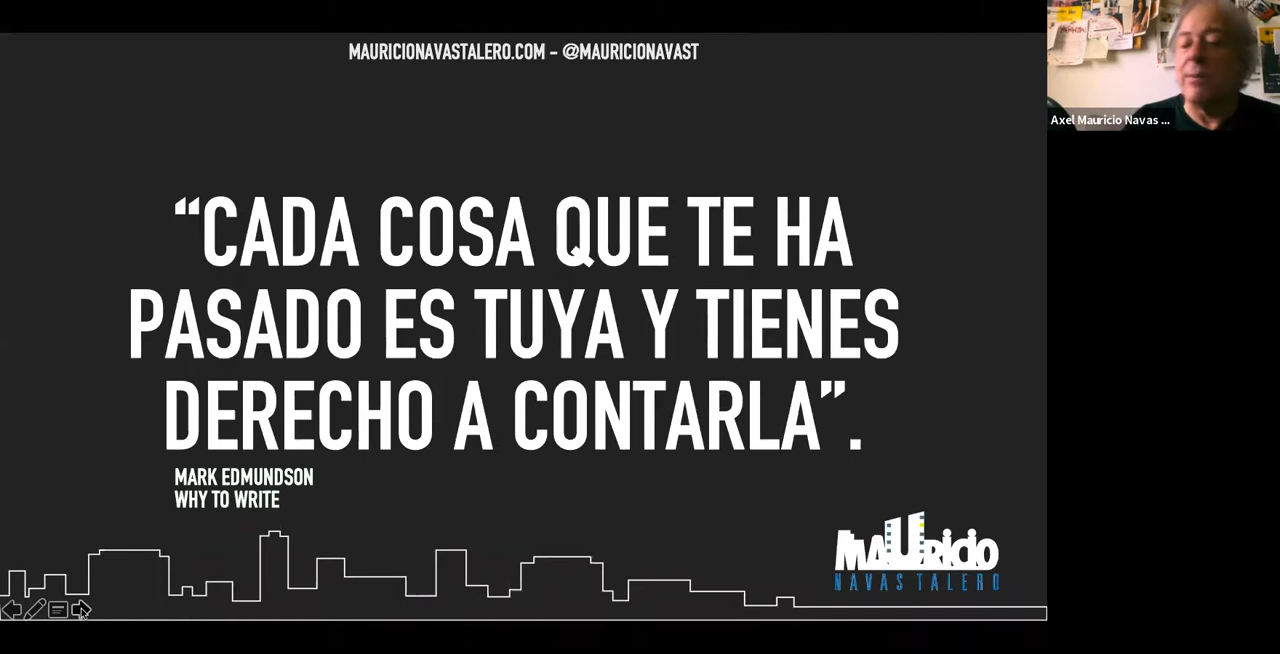 MAURICIONAVASTALERO.COM - @MAURICIONAVAST
Axel Mauricio Navas ...
“CADA COSA QUE TE HA
PASADO ES TUYA Y TIENES
DERECHO A CONTARLA”.
MARK EDMUNDSON
WHY TO WRITE
MAURICIO
NAVAS TALERO